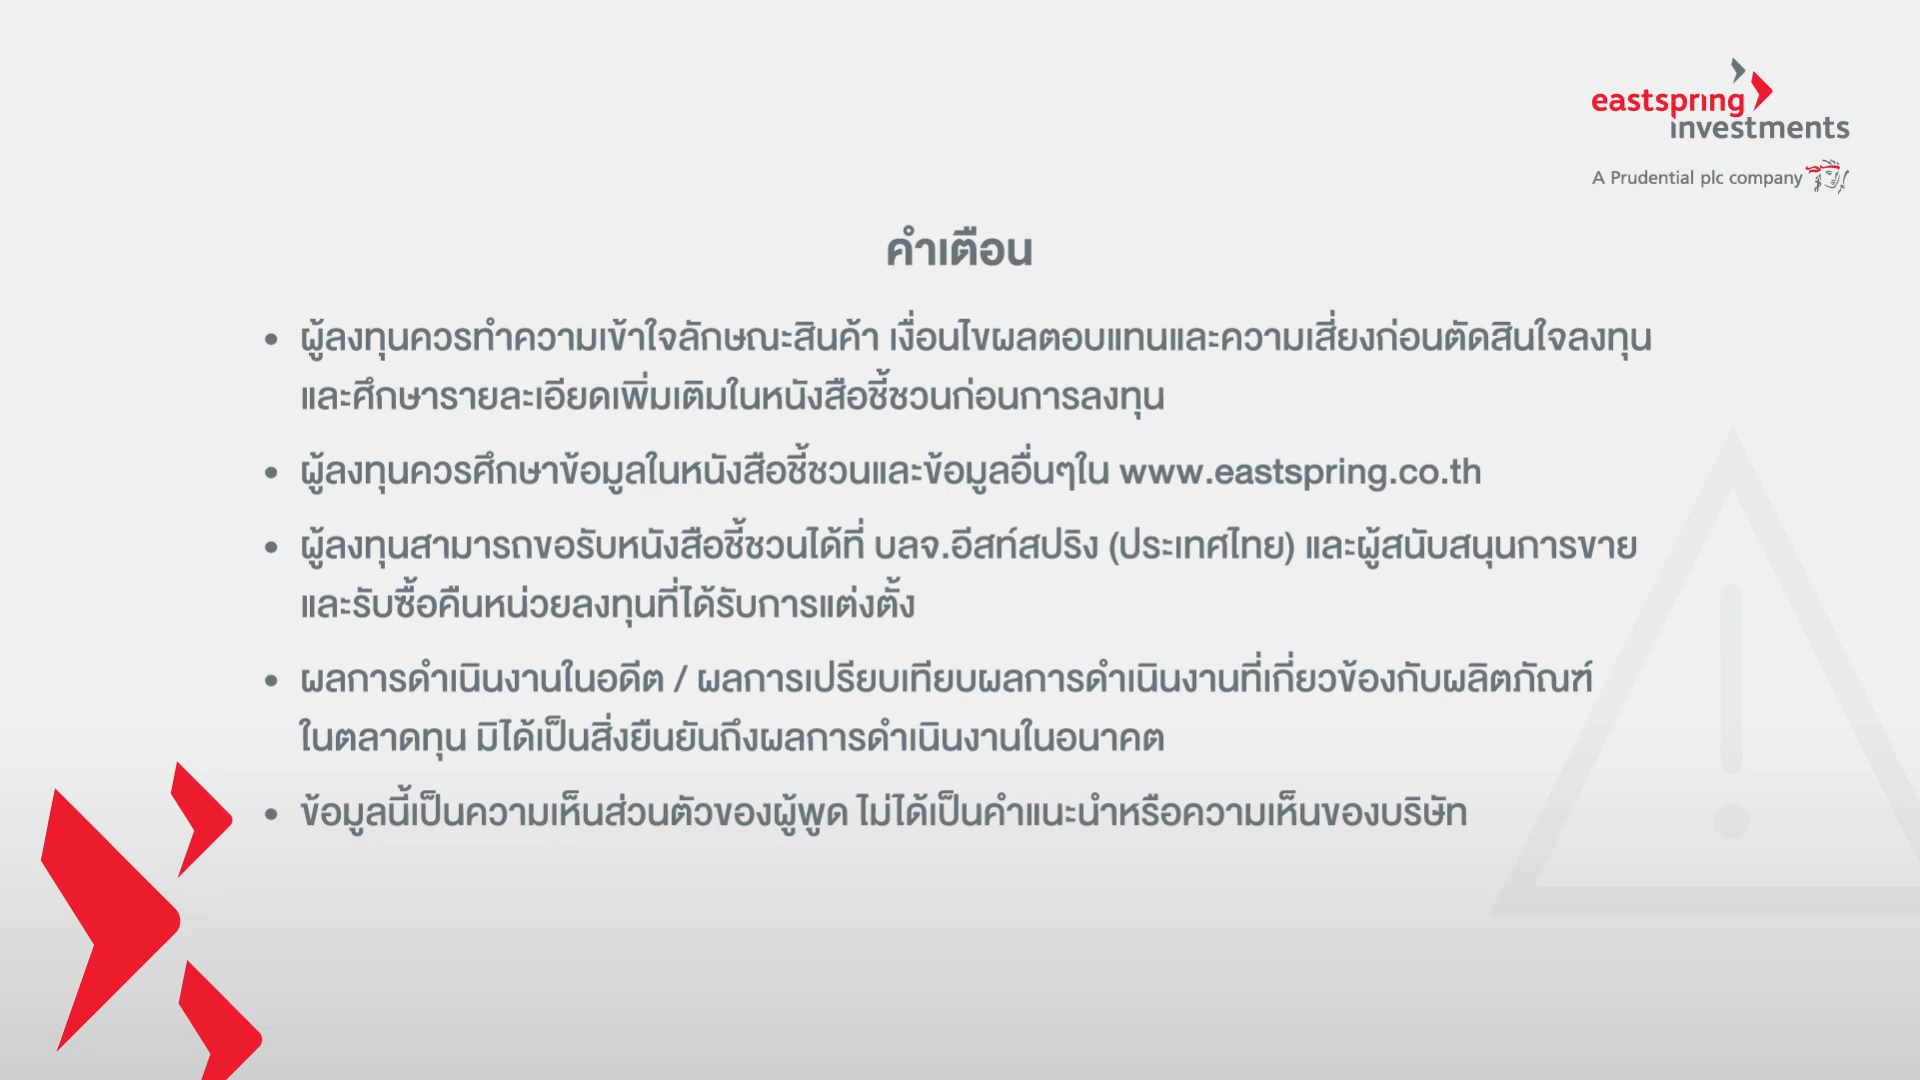 eastspring
investments
A Prudential plc company
คำเตือน
• ผู้ลงทุนควรทำความเข้าใจลักษณะสินค้า เงื่อนไขผลตอบแทนและความเสี่ยงก่อนตัดสินใจลงทุน
และศึกษารายละเอียดเพิ่มเติมในหนังสือชี้ชวนก่อนการลงทุน
• ผู้ลงทุนควรศึกษาข้อมูลในหนังสือชี้ชวนและข้อมูลอื่นๆใน www.eastspring.co.th
• ผู้ลงทุนสามารถขอรับหนังสือชี้ชวนได้ที่ บลจ.อีสท์สปริง (ประเทศไทย) และผู้สนับสนุนการขาย
และรับซื้อคืนหน่วยลงทุนที่ได้รับการแต่งตั้ง
• ผลการดำเนินงานในอดีต / ผลการเปรียบเทียบผลการดำเนินงานที่เกี่ยวข้องกับผลิตภัณฑ์
ในตลาดทุน มิได้เป็นสิ่งยืนยันถึงผลการดำเนินงานในอนาคต
• ข้อมูลนี้เป็นความเห็นส่วนตัวของผู้พูด ไม่ได้เป็นคำแนะนำหรือความเห็นของบริษัท